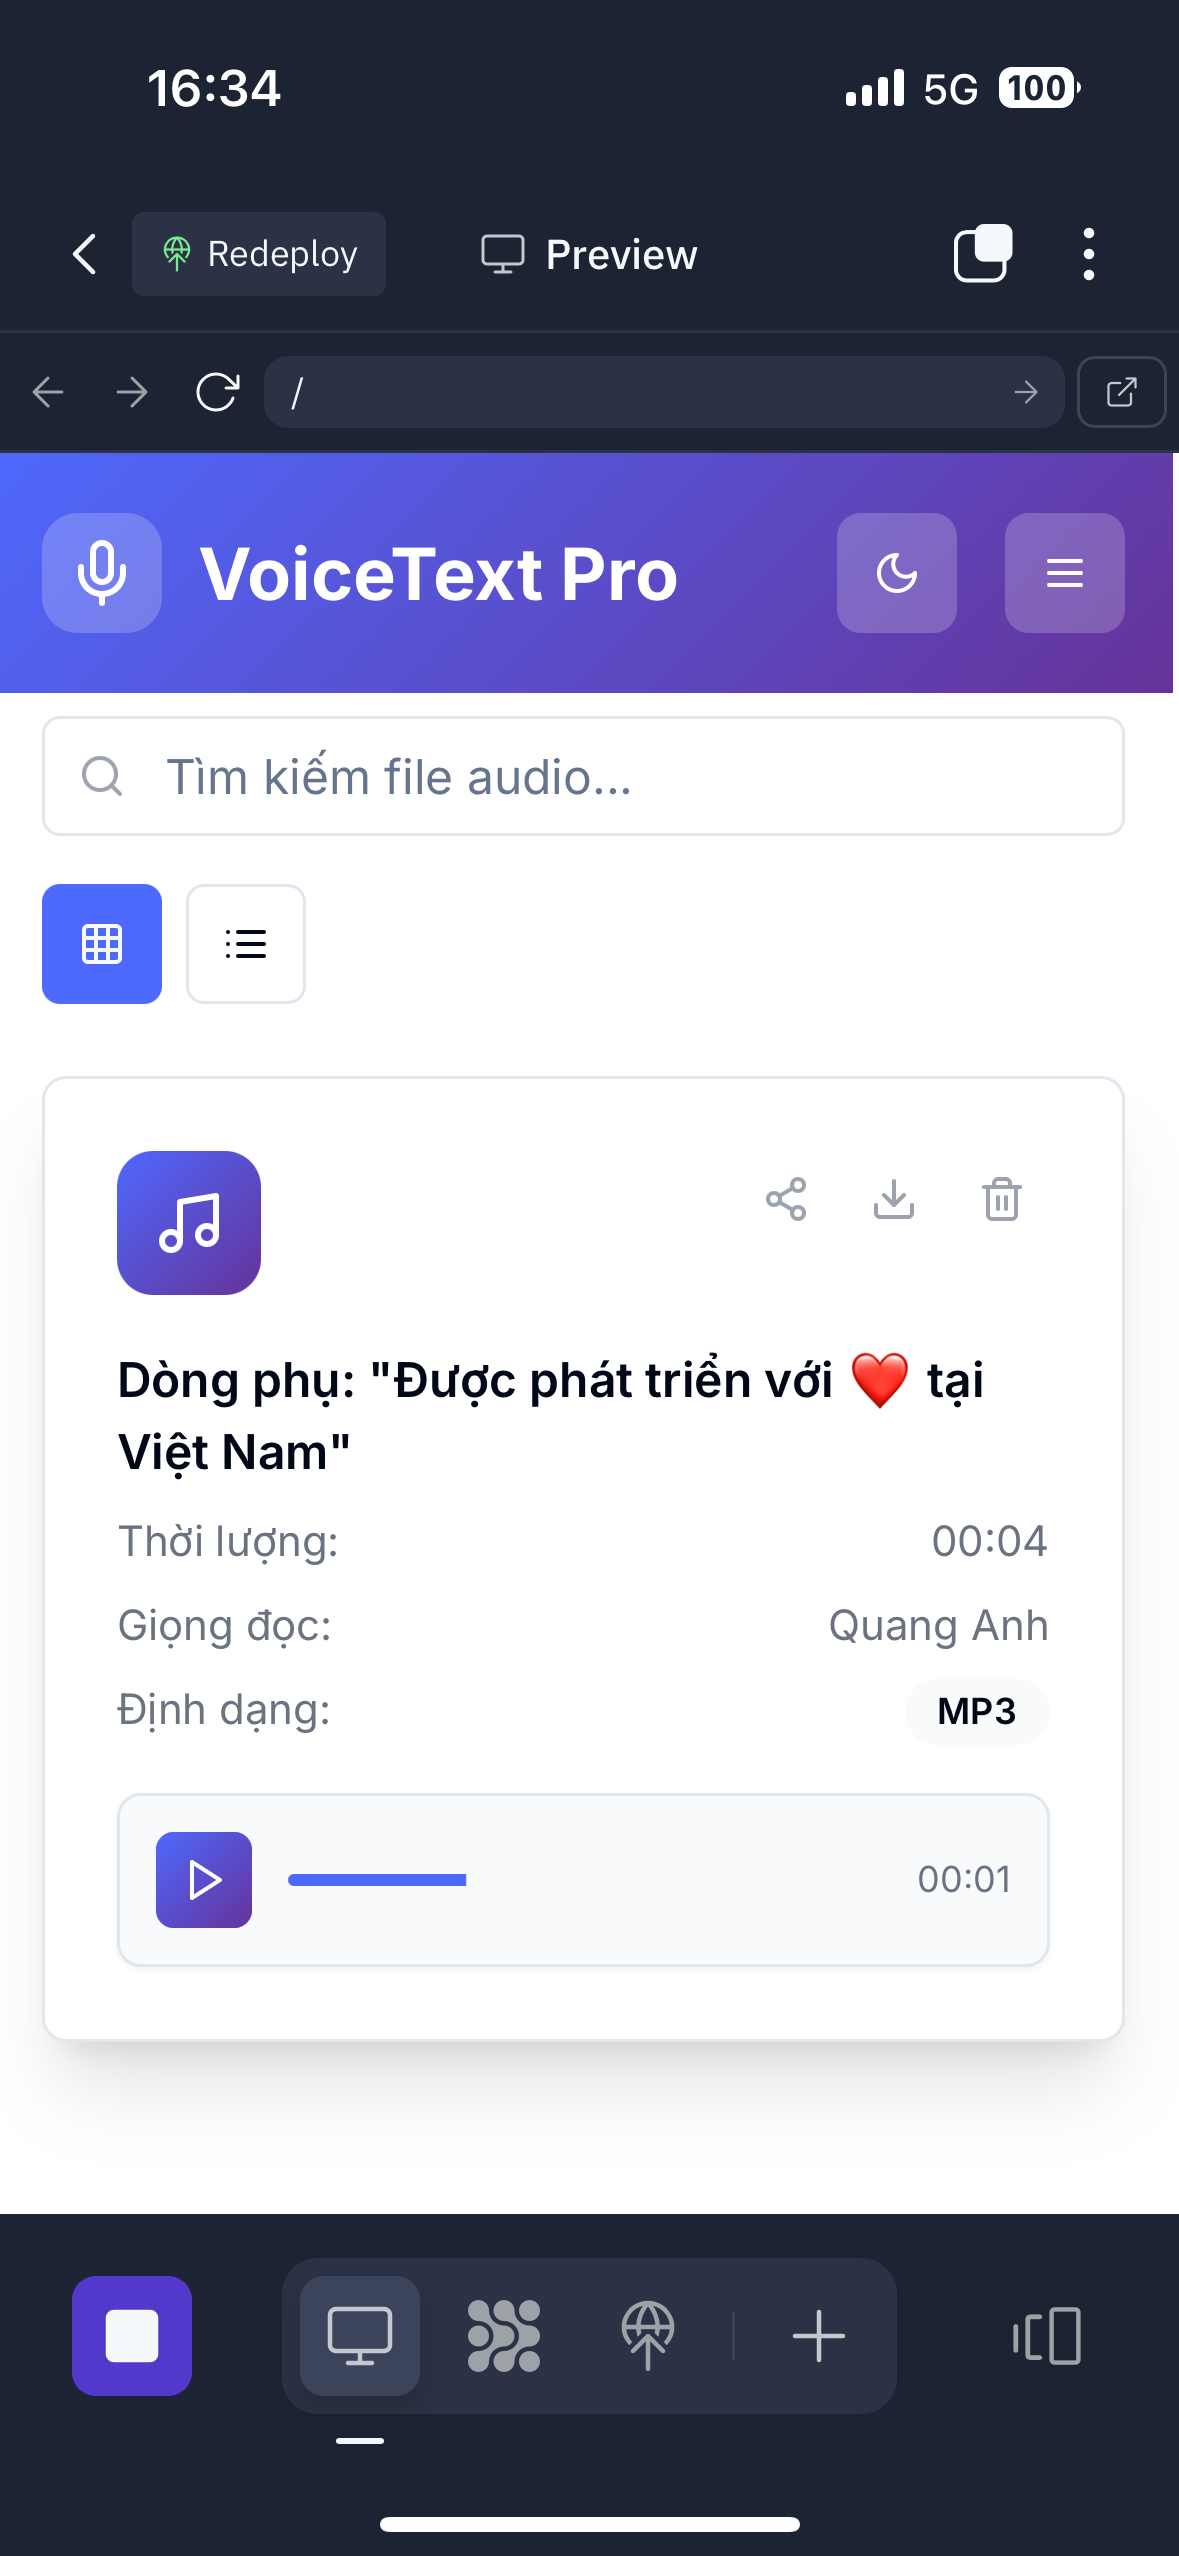 16:34
5G
100
Redeploy
Preview
/
VoiceText Pro
Tìm kiếm file audio...
Dòng phụ: "Được phát triển với ❤️ tại
Việt Nam"
Thời lượng:
00:04
Giọng đọc:
Quang Anh
Định dạng:
MP3
00:01